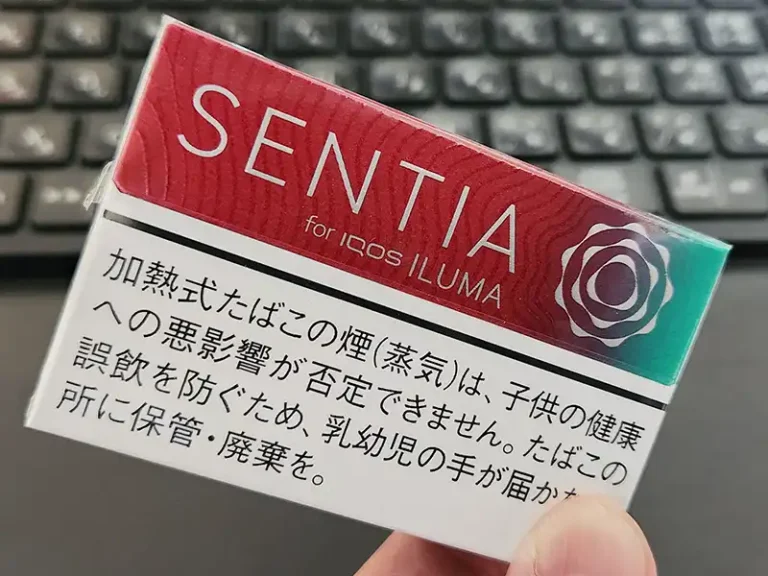 SENTIA
for IQOS ILUMA
加熱式たばこの煙(蒸気)は、子供の健康
への悪影響が否定できません。たばこの
誤飲を防ぐため、乳幼児の手が届か
所に保管・廃棄を。